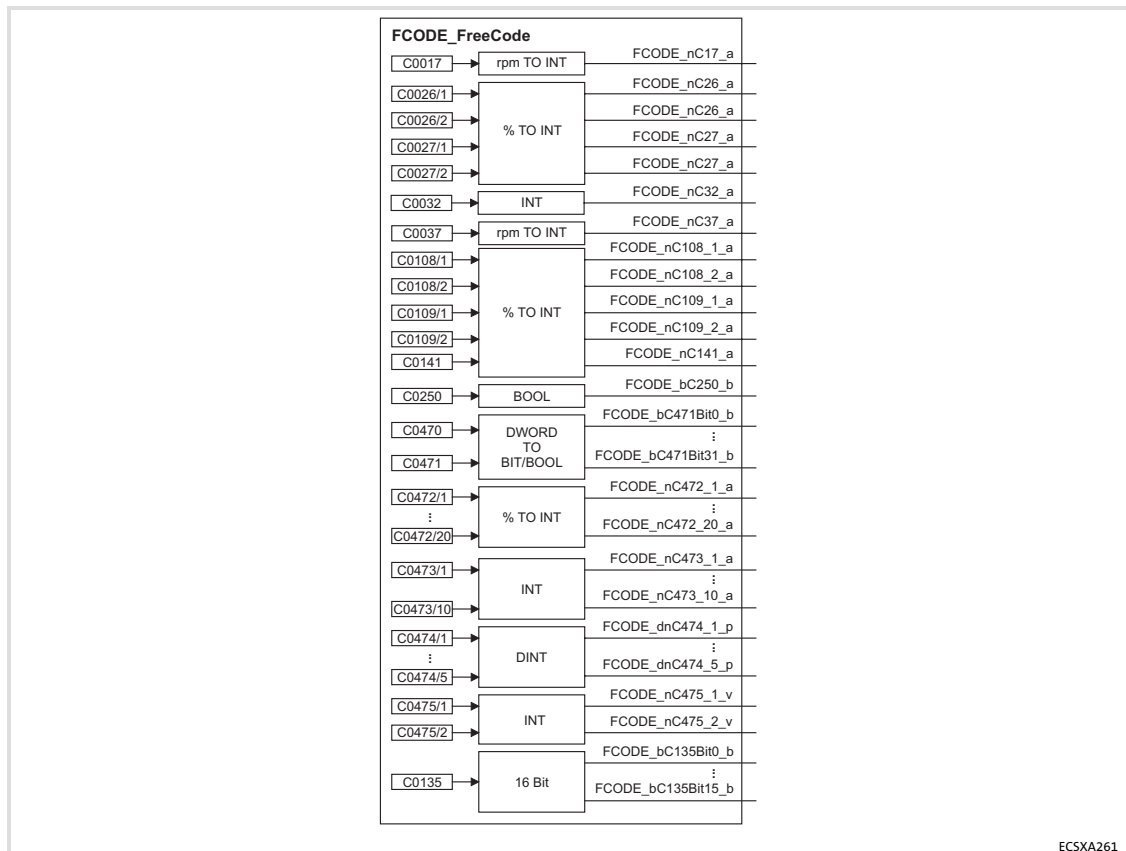 FCODE_FreeCode
C0017 rpm TO INT FCODE_nC17_a
C0026/1 FCODE_nC26_a
C0026/2 FCODE_nC26_a
% TO INT
C0027/1 FCODE_nC27_a
C0027/2 FCODE_nC27_a
C0032 INT FCODE_nC32_a
C0037 rpm TO INT FCODE_nC37_a
C0108/1 FCODE_nC108_1_a
C0108/2 FCODE_nC108_2_a
C0109/1 % TO INT FCODE_nC109_1_a
C0109/2 FCODE_nC109_2_a
C0141 FCODE_nC141_a
C0250 BOOL FCODE_bC250_b
C0470 DWORD FCODE_bC471Bit0_b
TO ...
C0471 BIT/BOOL FCODE_bC471Bit31_b
C0472/1 FCODE_nC472_1_a
... % TO INT ...
C0472/20 FCODE_nC472_20_a
C0473/1 FCODE_nC473_1_a
INT ...
C0473/10 FCODE_nC473_10_a
C0474/1 FCODE_dnC474_1_p
... DINT ...
C0474/5 FCODE_dnC474_5_p
C0475/1 FCODE_nC475_1_v
INT
C0475/2 FCODE_nC475_2_v
FCODE_bC135Bit0_b
C0135 16 Bit ...
FCODE_bC135Bit15_b
ECSXA261